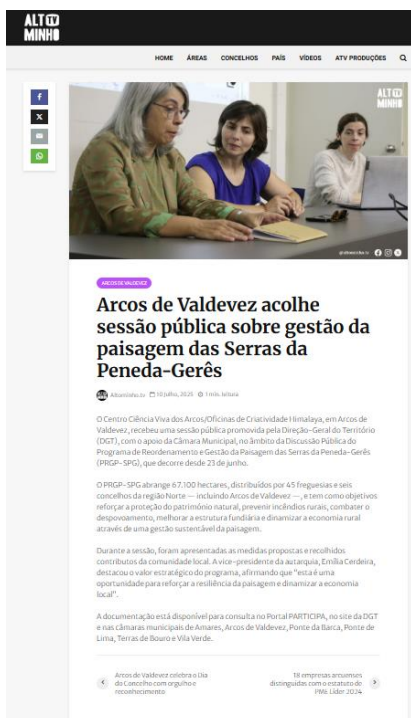 ALTO TV
MINHO
HOME ÁREAS CONCELHOS PAÍS VÍDEOS ATV PRODUÇÕES
ALTO TV
MINHO
ARCOS DE VALDEVEZ
Arcos de Valdevez acolhe
sessão pública sobre gestão da
paisagem das Serras da
Peneda-Gerês
Altominho.tv 10 Julho, 2025 1 min. leitura
O Centro Ciência Viva dos Arcos/Oficinas de Criatividade Himalaya, em Arcos de
Valdevez, recebeu uma sessão pública promovida pela Direção-Geral do Território
(DGT), com o apoio da Câmara Municipal, no âmbito da Discussão Pública do
Programa de Reordenamento e Gestão da Paisagem das Serras da Peneda-Gerês
(PRGP-SPG), que decorre desde 23 de junho.
O PRGP-SPG abrange 67.100 hectares, distribuídos por 45 freguesias e seis
concelhos da região Norte — incluindo Arcos de Valdevez —, e tem como objetivos
reforçar a proteção do património natural, prevenir incêndios rurais, combater o
despovoamento, melhorar a estrutura fundiária e dinamizar a economia rural
através de uma gestão sustentável da paisagem.
Durante a sessão, foram apresentadas as medidas propostas e recolhidos
contributos da comunidade local. A vice-presidente da autarquia, Emília Cerdeira,
destacou o valor estratégico do programa, afirmando que "esta é uma
oportunidade para reforçar a resiliência da paisagem e dinamizar a economia
local".
A documentação está disponível para consulta no Portal PARTICIPA, no site da DGT
e nas câmaras municipais de Amares, Arcos de Valdevez, Ponte da Barca, Ponte de
Lima, Terras de Bouro e Vila Verde.
Arcos de Valdevez celebra o Dia
do Concelho com orgulho e
reconhecimento
18 empresas arcuenses
distinguidas com o estatuto de
PME Líder 2024